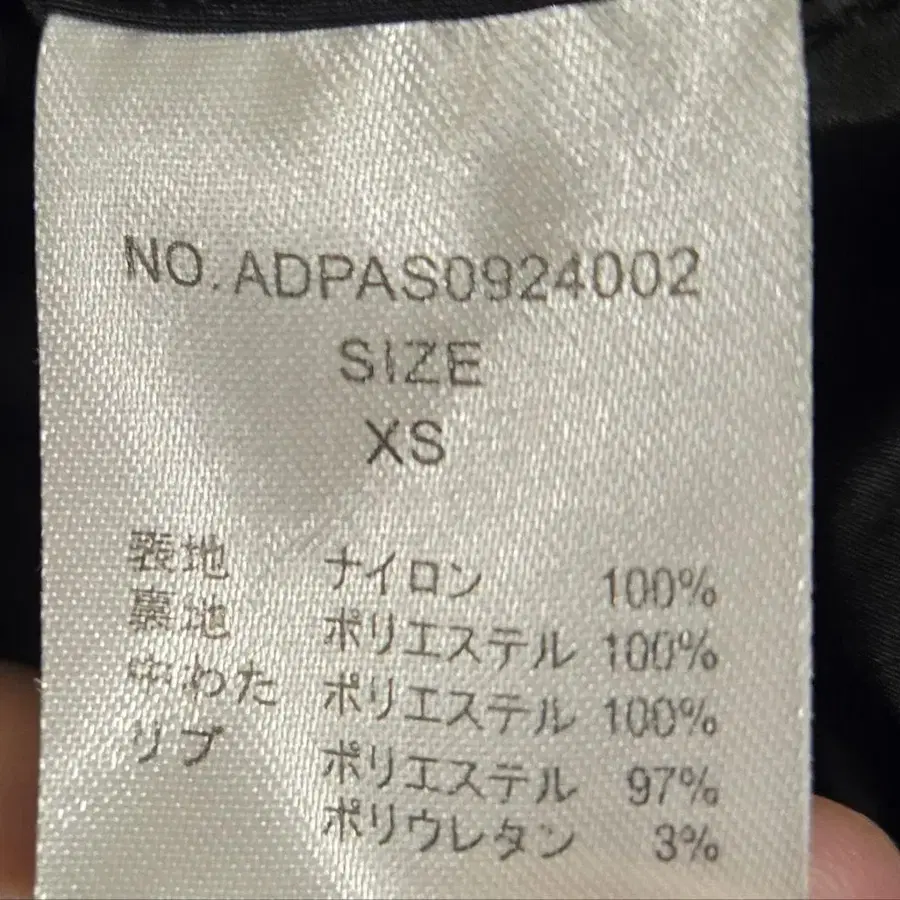 NO.ADPAS0924002
SIZE
XS
表地 ナイロン 100%
裏地 ポリエステル 100%
中わた ポリエステル 100%
リブ ポリエステル 97%
ポリウレタン 3%